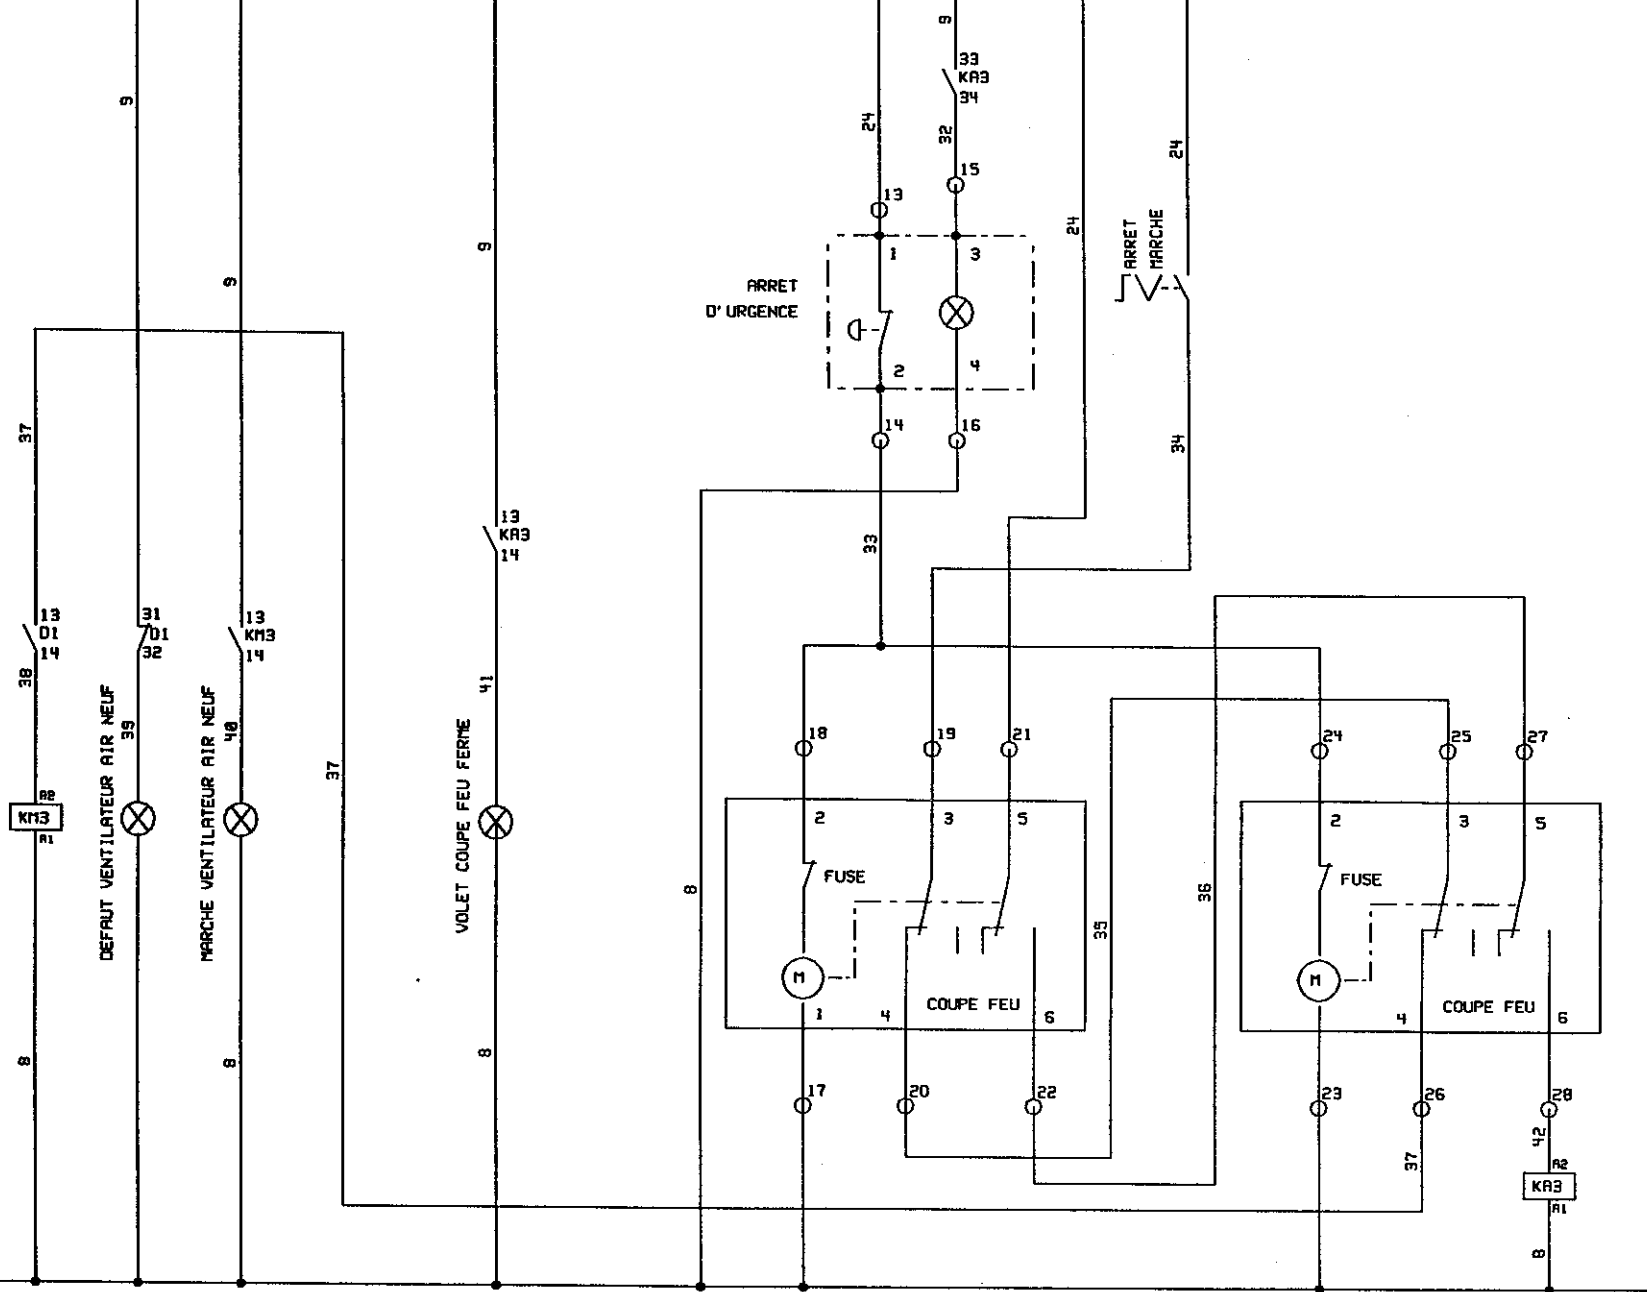 9
33
KA3
34
9
24
32
24
15
13
24
ARRET
MARCHE
9
1
3
9
ARRET
D'URGENCE
2
4
37
14
16
34
13
KA3
14
33
13
D1
14
31
D1
32
13
KM3
14
38
41
39
40
DEFAUT VENTILATEUR AIR NEUF
MARCHE VENTILATEUR AIR NEUF
VOLET COUPE FEU FERME
37
18
19
21
24
25
27
A2
KM3
A1
2
3
5
2
3
5
FUSE
FUSE
8
36
35
M
M
COUPE FEU
COUPE FEU
1
4
6
4
6
8
8
8
17
20
22
23
26
28
42
37
A2
KA3
A1
8